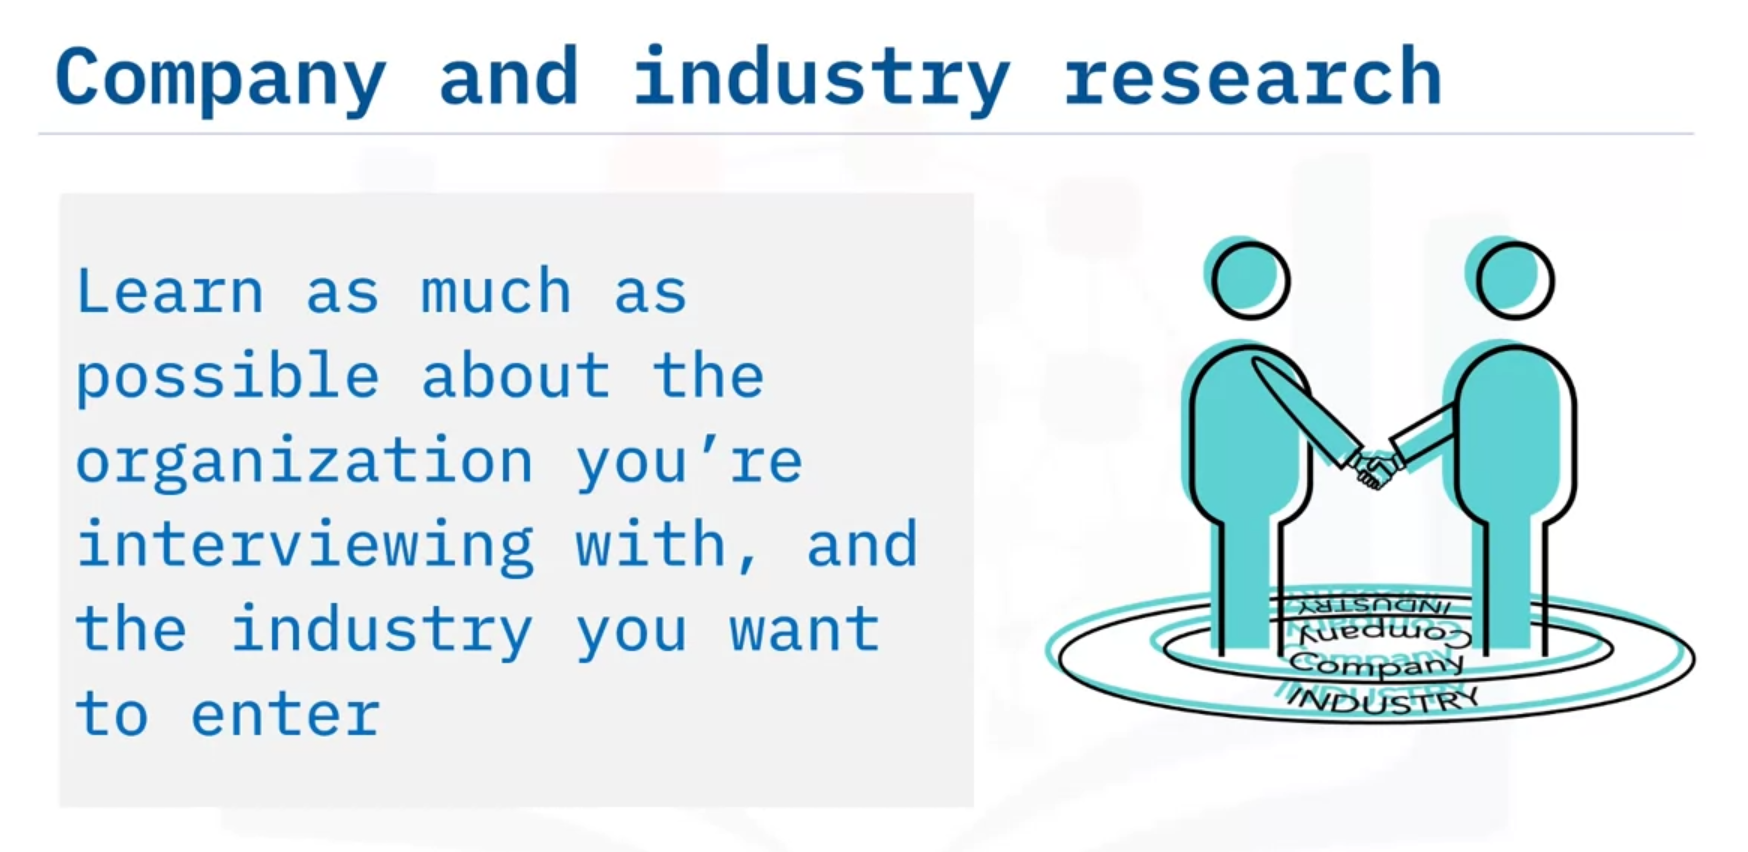 Company and industry research
Learn as much as
possible about the
organization you’re
interviewing with, and
the industry you want
to enter
INDUSTRY
Company
Company
INDUSTRY